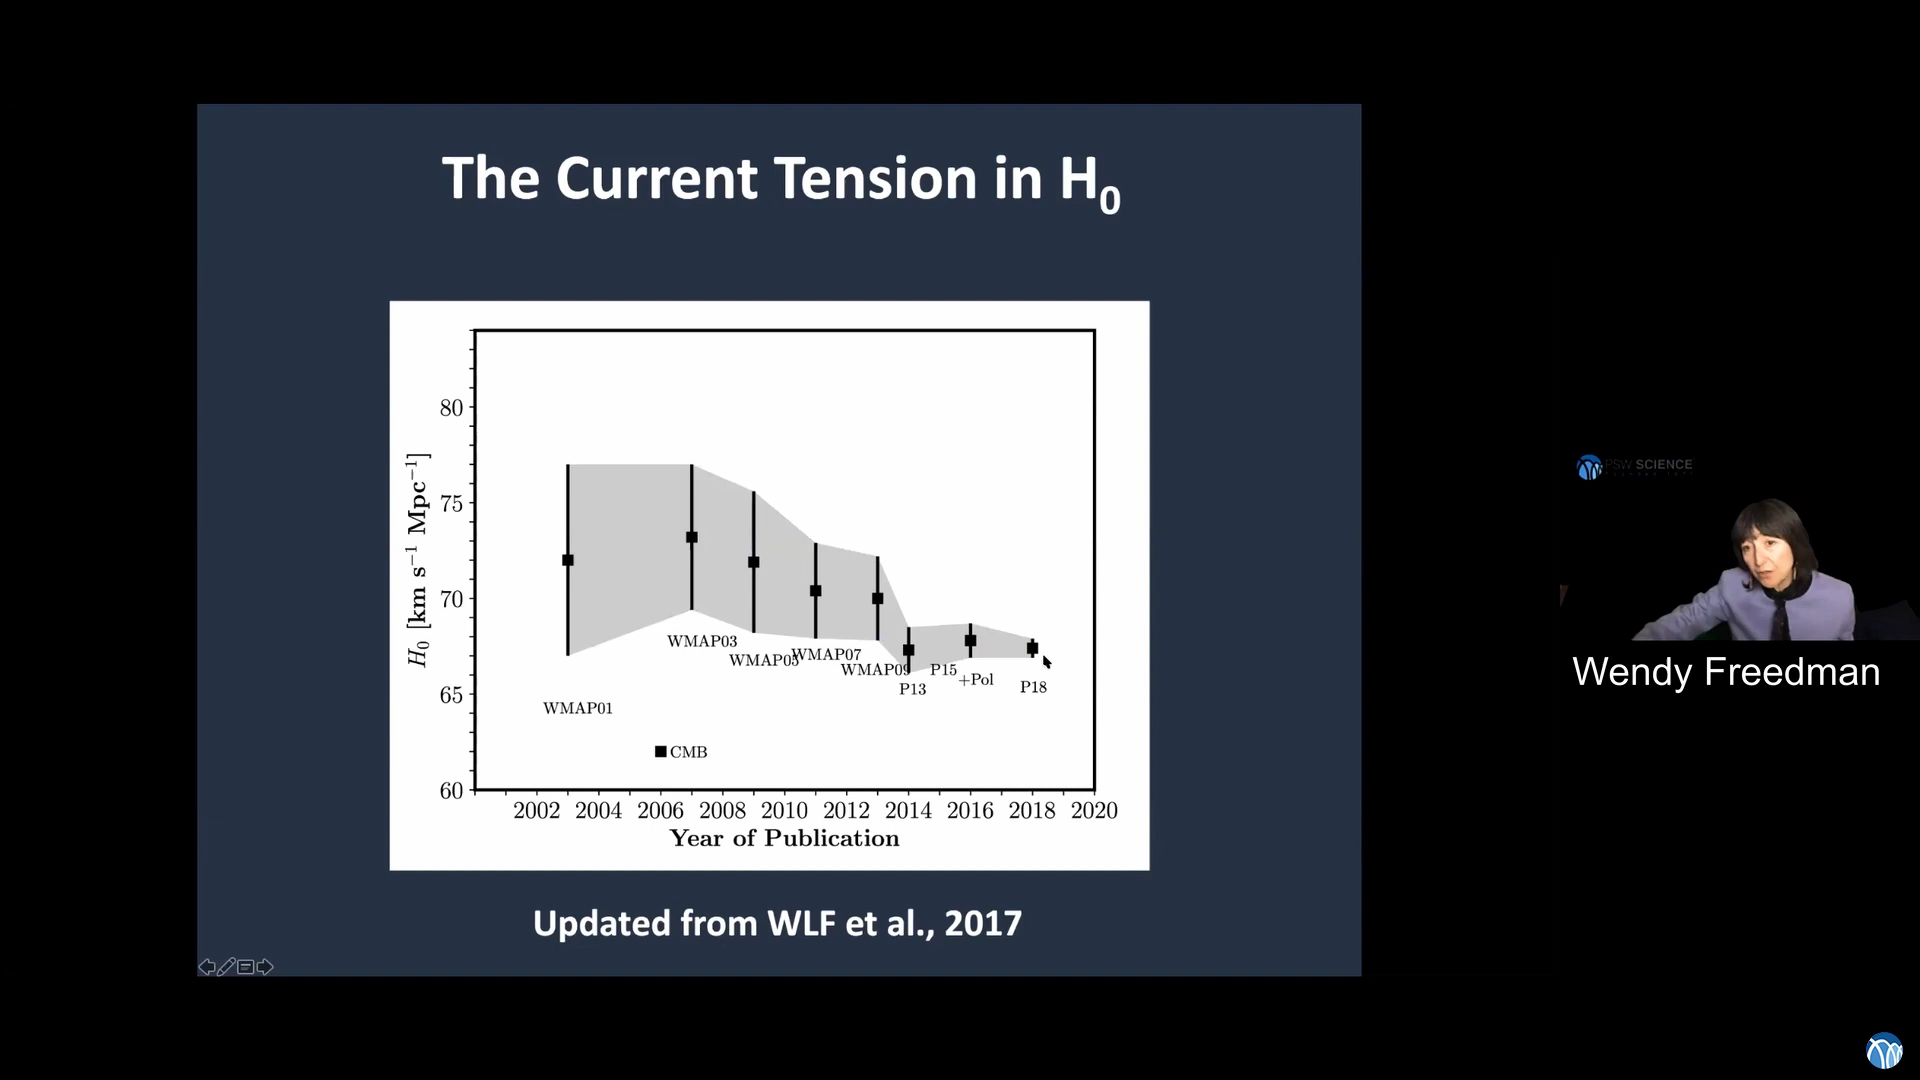 The Current Tension in H₀
80
75
70
65
60
H₀ [km s⁻¹ Mpc⁻¹]
WMAP01
WMAP03
WMAP05
WMAP07
WMAP09
P13
P15
+Pol
P18
CMB
2002 2004 2006 2008 2010 2012 2014 2016 2018 2020
Year of Publication
Updated from WLF et al., 2017
PSW SCIENCE
Wendy Freedman